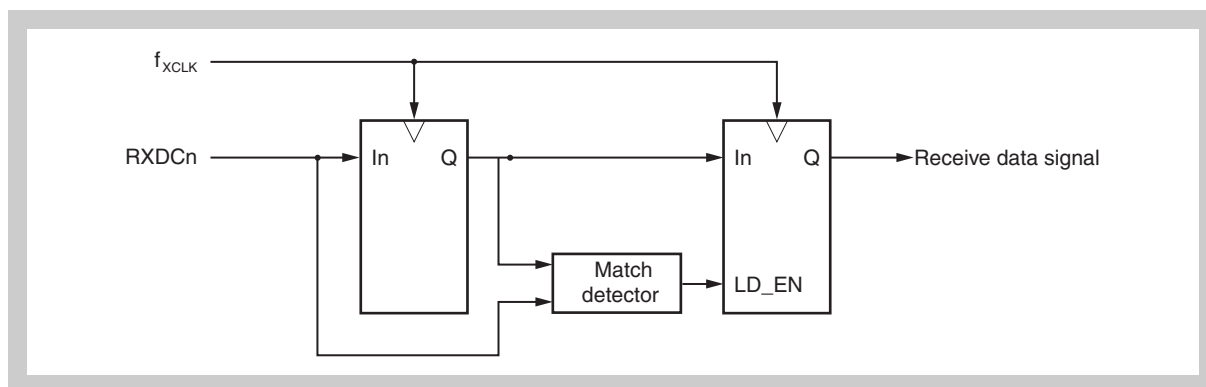 fXCLK
RXDCn
In
Q
In
Q
Receive data signal
Match
detector
LD_EN